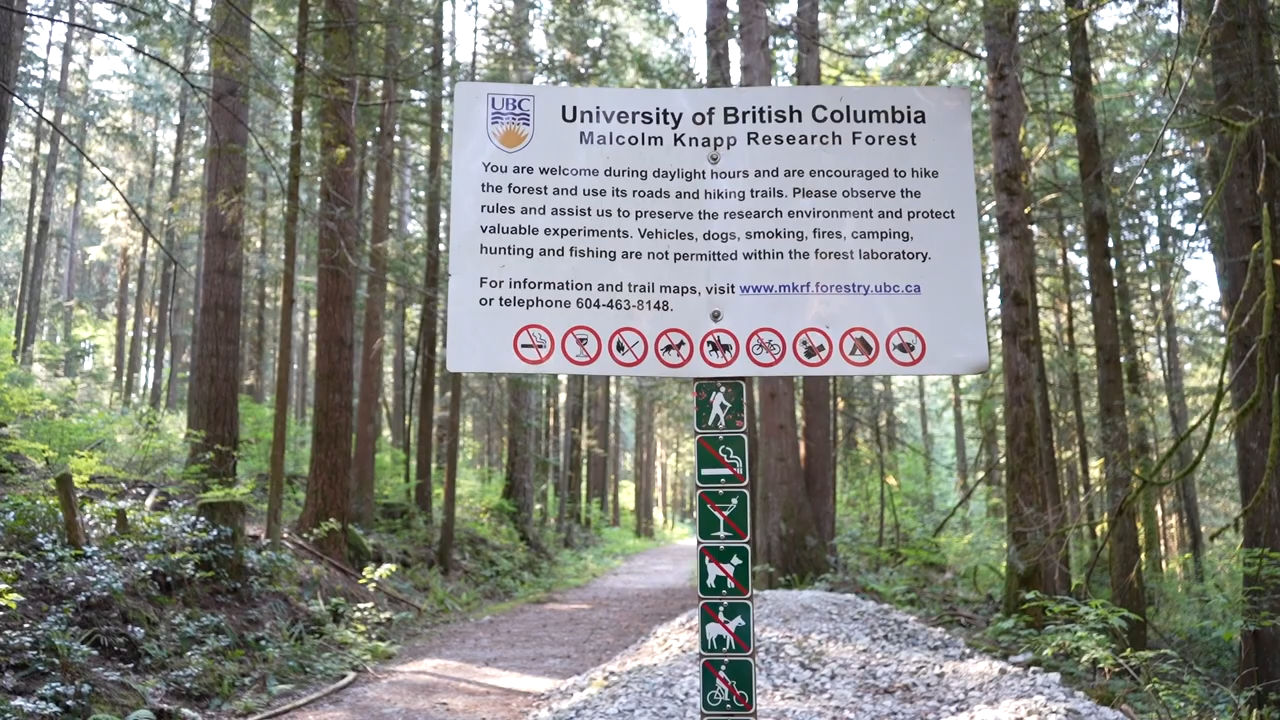 UBC
University of British Columbia
Malcolm Knapp Research Forest
You are welcome during daylight hours and are encouraged to hike
the forest and use its roads and hiking trails. Please observe the
rules and assist us to preserve the research environment and protect
valuable experiments. Vehicles, dogs, smoking, fires, camping,
hunting and fishing are not permitted within the forest laboratory.
For information and trail maps, visit www.mkrf.forestry.ubc.ca
or telephone 604-463-8148.